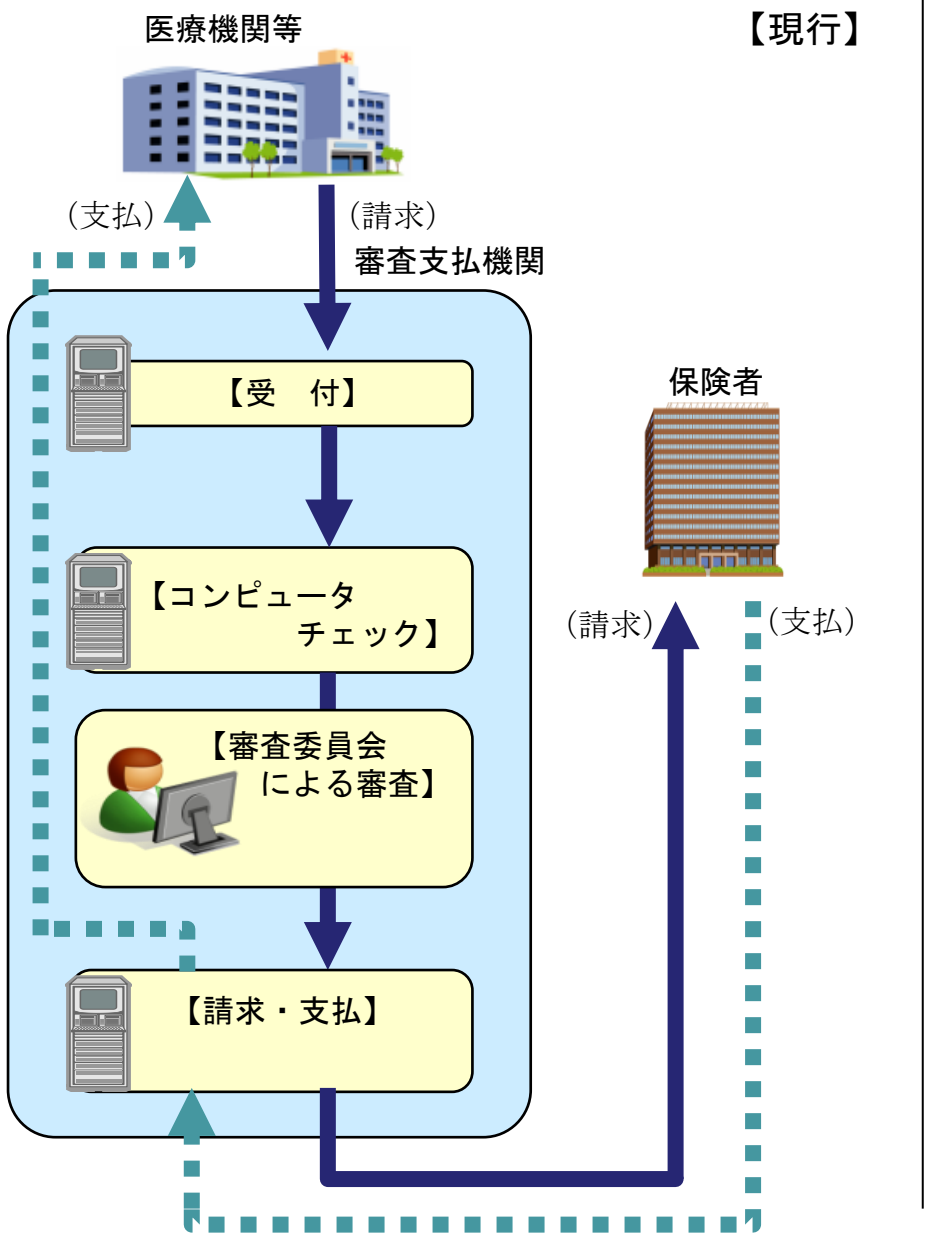 医療機関等
【現行】
（支払）
（請求）
審査支払機関
【受　付】
保険者
【コンピュータ
チェック】
（請求）
（支払）
【審査委員会
による審査】
【請求・支払】